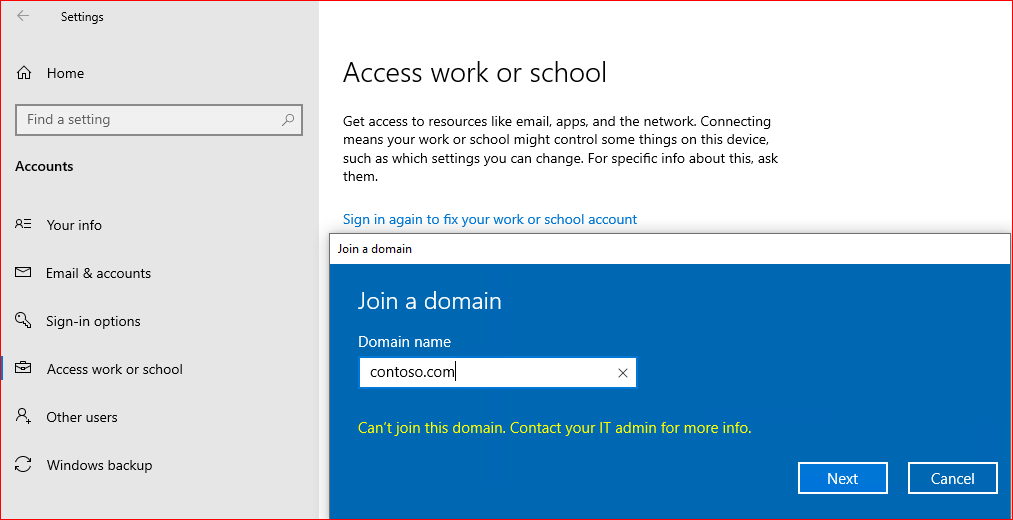 Settings
Home
Find a setting
Accounts
Your info
Email & accounts
Sign-in options
Access work or school
Other users
Windows backup
Access work or school
Get access to resources like email, apps, and the network. Connecting
means your work or school might control some things on this device,
such as which settings you can change. For specific info about this, ask
them.
Sign in again to fix your work or school account
Join a domain
Join a domain
Domain name
contoso.com
Can't join this domain. Contact your IT admin for more info.
Next
Cancel